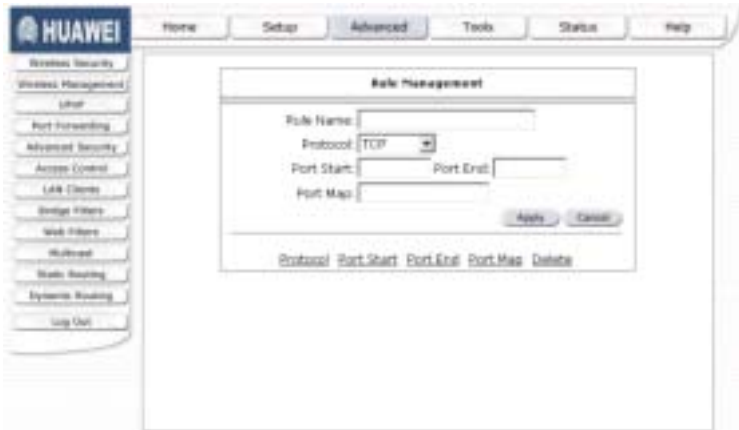 HUAWEI
Home Setup Advanced Tools Status Help
Wireless Security
Wireless Management
UPnP
Port Forwarding
Advanced Security
Access Control
LAN Clients
Bridge Filters
Web Filters
Multicast
Static Routing
Dynamic Routing
Log Out
Rule Management
Rule Name:
Protocol: TCP
Port Start: Port End:
Port Map:
Apply Cancel
Protocol Port Start Port End Port Map Delete